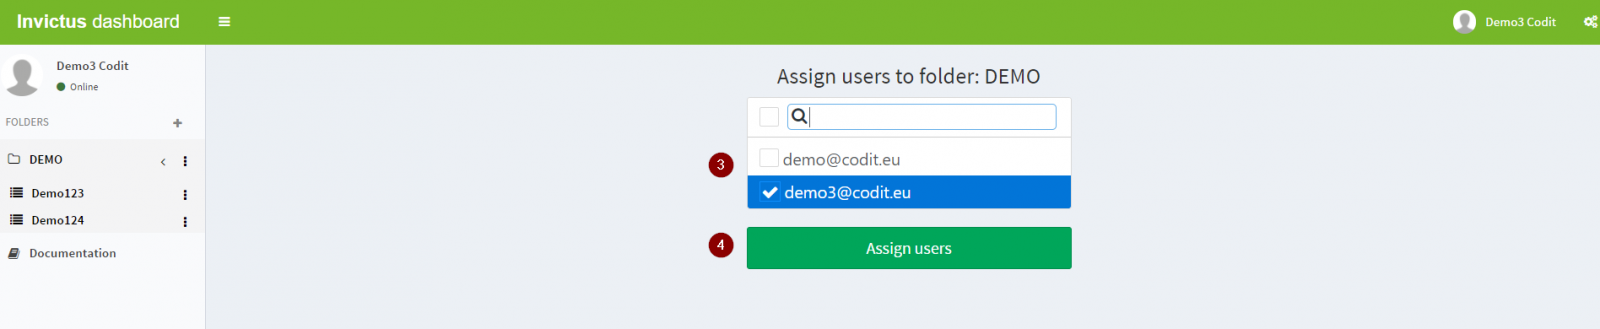 Invictus dashboard
Demo3 Codit
Demo3 Codit
Online
FOLDERS
DEMO
Demo123
Demo124
Documentation
Assign users to folder: DEMO
3
demo@codit.eu
demo3@codit.eu
4
Assign users